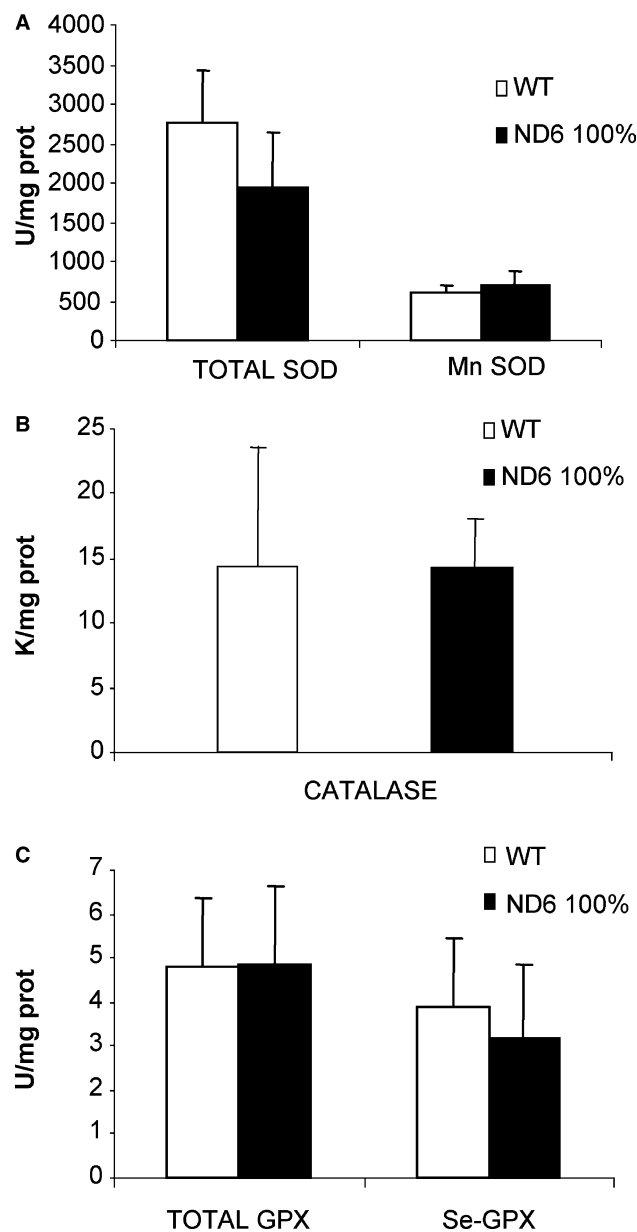 A
U/mg prot
4000
3500
3000
2500
2000
1500
1000
500
0
WT
ND6 100%
TOTAL SOD
Mn SOD
B
K/mg prot
25
20
15
10
5
0
WT
ND6 100%
CATALASE
C
U/mg prot
7
6
5
4
3
2
1
0
WT
ND6 100%
TOTAL GPX
Se-GPX